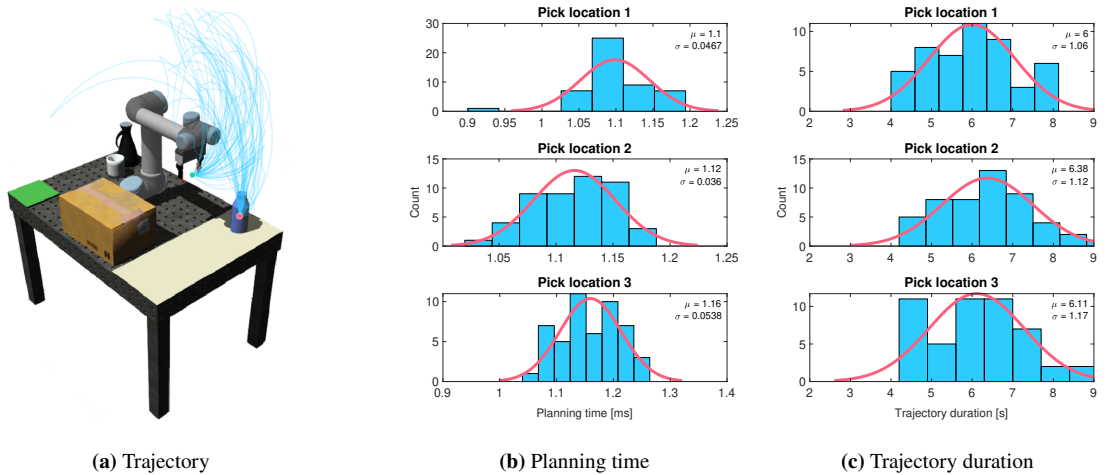 Pick location 1
30
20
10
0
0.9
0.95
1
1.05
1.1
1.15
1.2
1.25
μ = 1.1
σ = 0.0467
Pick location 2
15
10
5
0
Count
1.05
1.1
1.15
1.2
1.25
μ = 1.12
σ = 0.036
Pick location 3
10
5
0
0.9
1
1.1
1.2
1.3
1.4
μ = 1.16
σ = 0.0538
Planning time [ms]
Pick location 1
10
5
0
2
3
4
5
6
7
8
9
μ = 6
σ = 1.06
Pick location 2
15
10
5
0
Count
2
3
4
5
6
7
8
9
μ = 6.38
σ = 1.12
Pick location 3
10
5
0
2
3
4
5
6
7
8
9
μ = 6.11
σ = 1.17
Trajectory duration [s]
(a) Trajectory
(b) Planning time
(c) Trajectory duration